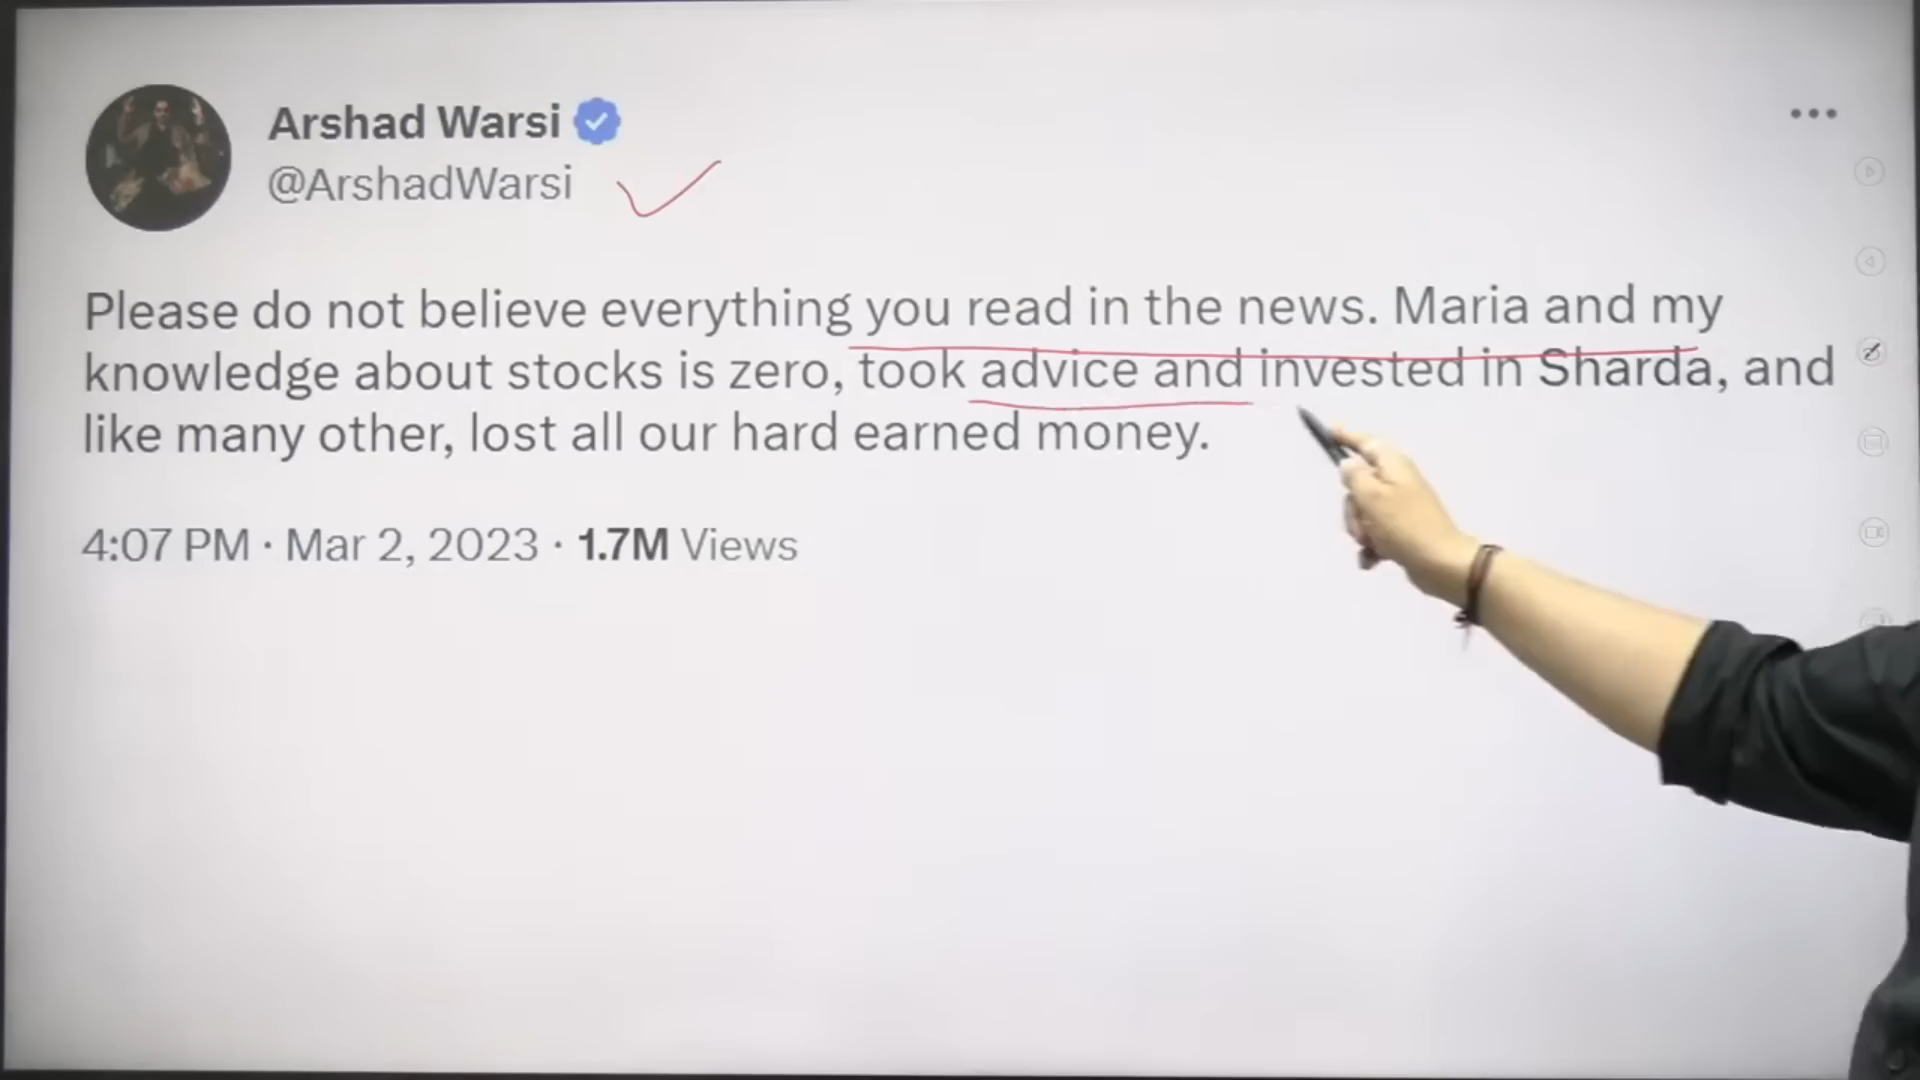 Arshad Warsi
@ArshadWarsi
Please do not believe everything you read in the news. Maria and my
knowledge about stocks is zero, took advice and invested in Sharda, and
like many other, lost all our hard earned money.
4:07 PM · Mar 2, 2023 · 1.7M Views